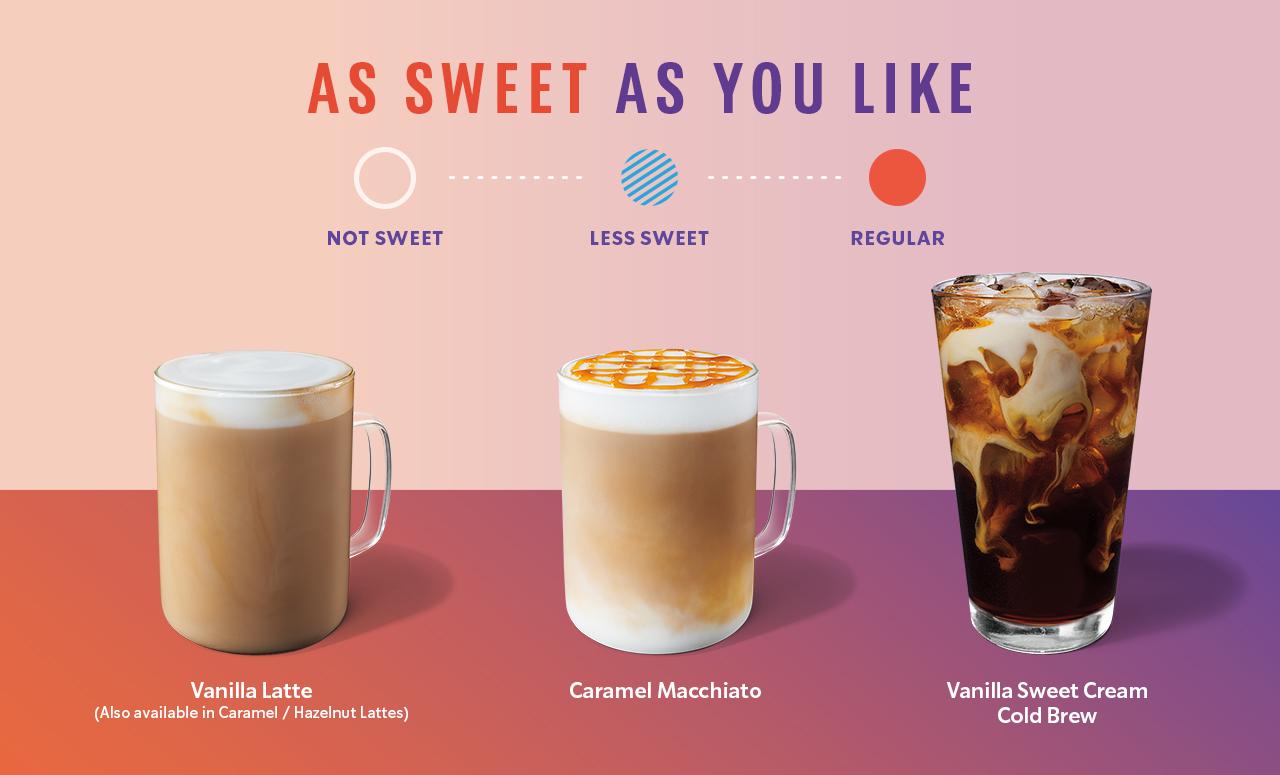 AS SWEET AS YOU LIKE
NOT SWEET
LESS SWEET
REGULAR
Vanilla Latte
(Also available in Caramel / Hazelnut Lattes)
Caramel Macchiato
Vanilla Sweet Cream
Cold Brew